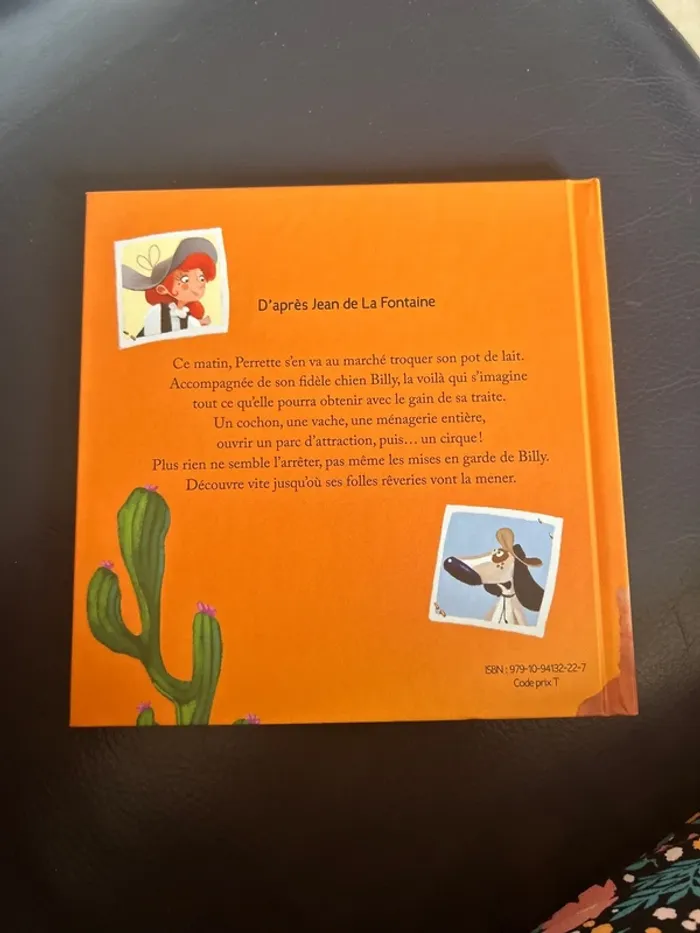 D'après Jean de La Fontaine
Ce matin, Perrette s'en va au marché troquer son pot de lait.
Accompagnée de son fidèle chien Billy, la voilà qui s'imagine
tout ce qu'elle pourra obtenir avec le gain de sa traite.
Un cochon, une vache, une ménagerie entière,
ouvrir un parc d'attraction, puis... un cirque !
Plus rien ne semble l'arrêter, pas même les mises en garde de Billy.
Découvre vite jusqu'où ses folles rêveries vont la mener.
ISBN : 979-10-94132-22-7
Code prix T